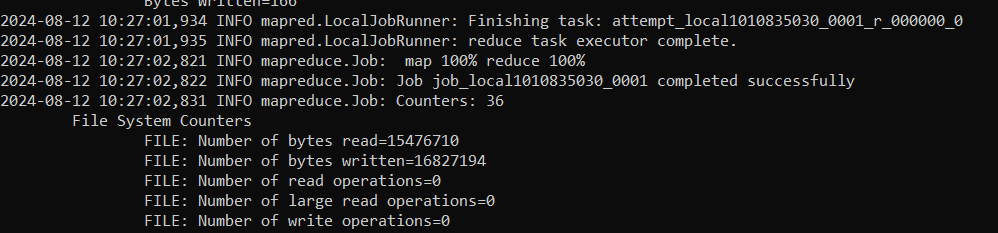 Bytes Written=166
2024-08-12 10:27:01,934 INFO mapred.LocalJobRunner: Finishing task: attempt_local1010835030_0001_r_000000_0
2024-08-12 10:27:01,935 INFO mapred.LocalJobRunner: reduce task executor complete.
2024-08-12 10:27:02,821 INFO mapreduce.Job:  map 100% reduce 100%
2024-08-12 10:27:02,822 INFO mapreduce.Job: Job job_local1010835030_0001 completed successfully
2024-08-12 10:27:02,831 INFO mapreduce.Job: Counters: 36
File System Counters
FILE: Number of bytes read=15476710
FILE: Number of bytes written=16827194
FILE: Number of read operations=0
FILE: Number of large read operations=0
FILE: Number of write operations=0